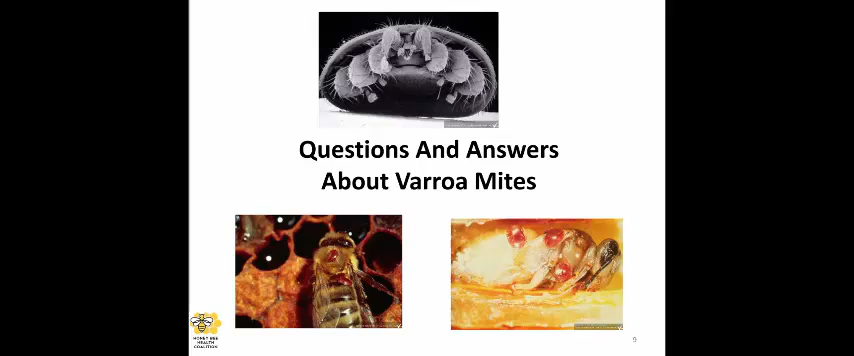 Questions And Answers
About Varroa Mites
HONEY BEE
HEALTH
COALITION
9